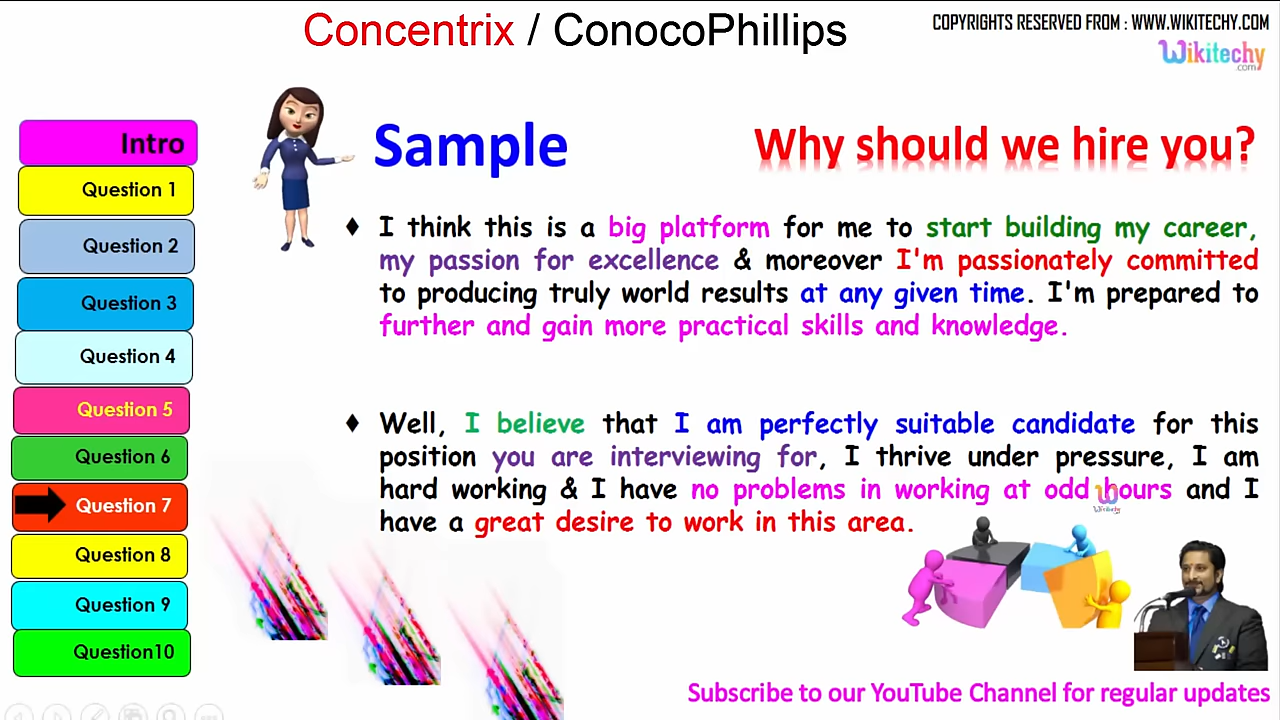 Concentrix / ConocoPhillips
COPYRIGHTS RESERVED FROM : WWW.WIKITECHY.COM
Wikitechy
.com
Intro
Question 1
Question 2
Question 3
Question 4
Question 5
Question 6
Question 7
Question 8
Question 9
Question10
Sample
Why should we hire you?
♦ I think this is a big platform for me to start building my career,
my passion for excellence & moreover I'm passionately committed
to producing truly world results at any given time. I'm prepared to
further and gain more practical skills and knowledge.
♦ Well, I believe that I am perfectly suitable candidate for this
position you are interviewing for, I thrive under pressure, I am
hard working & I have no problems in working at odd hours and I
have a great desire to work in this area.
Wikitechy
Subscribe to our YouTube Channel for regular updates